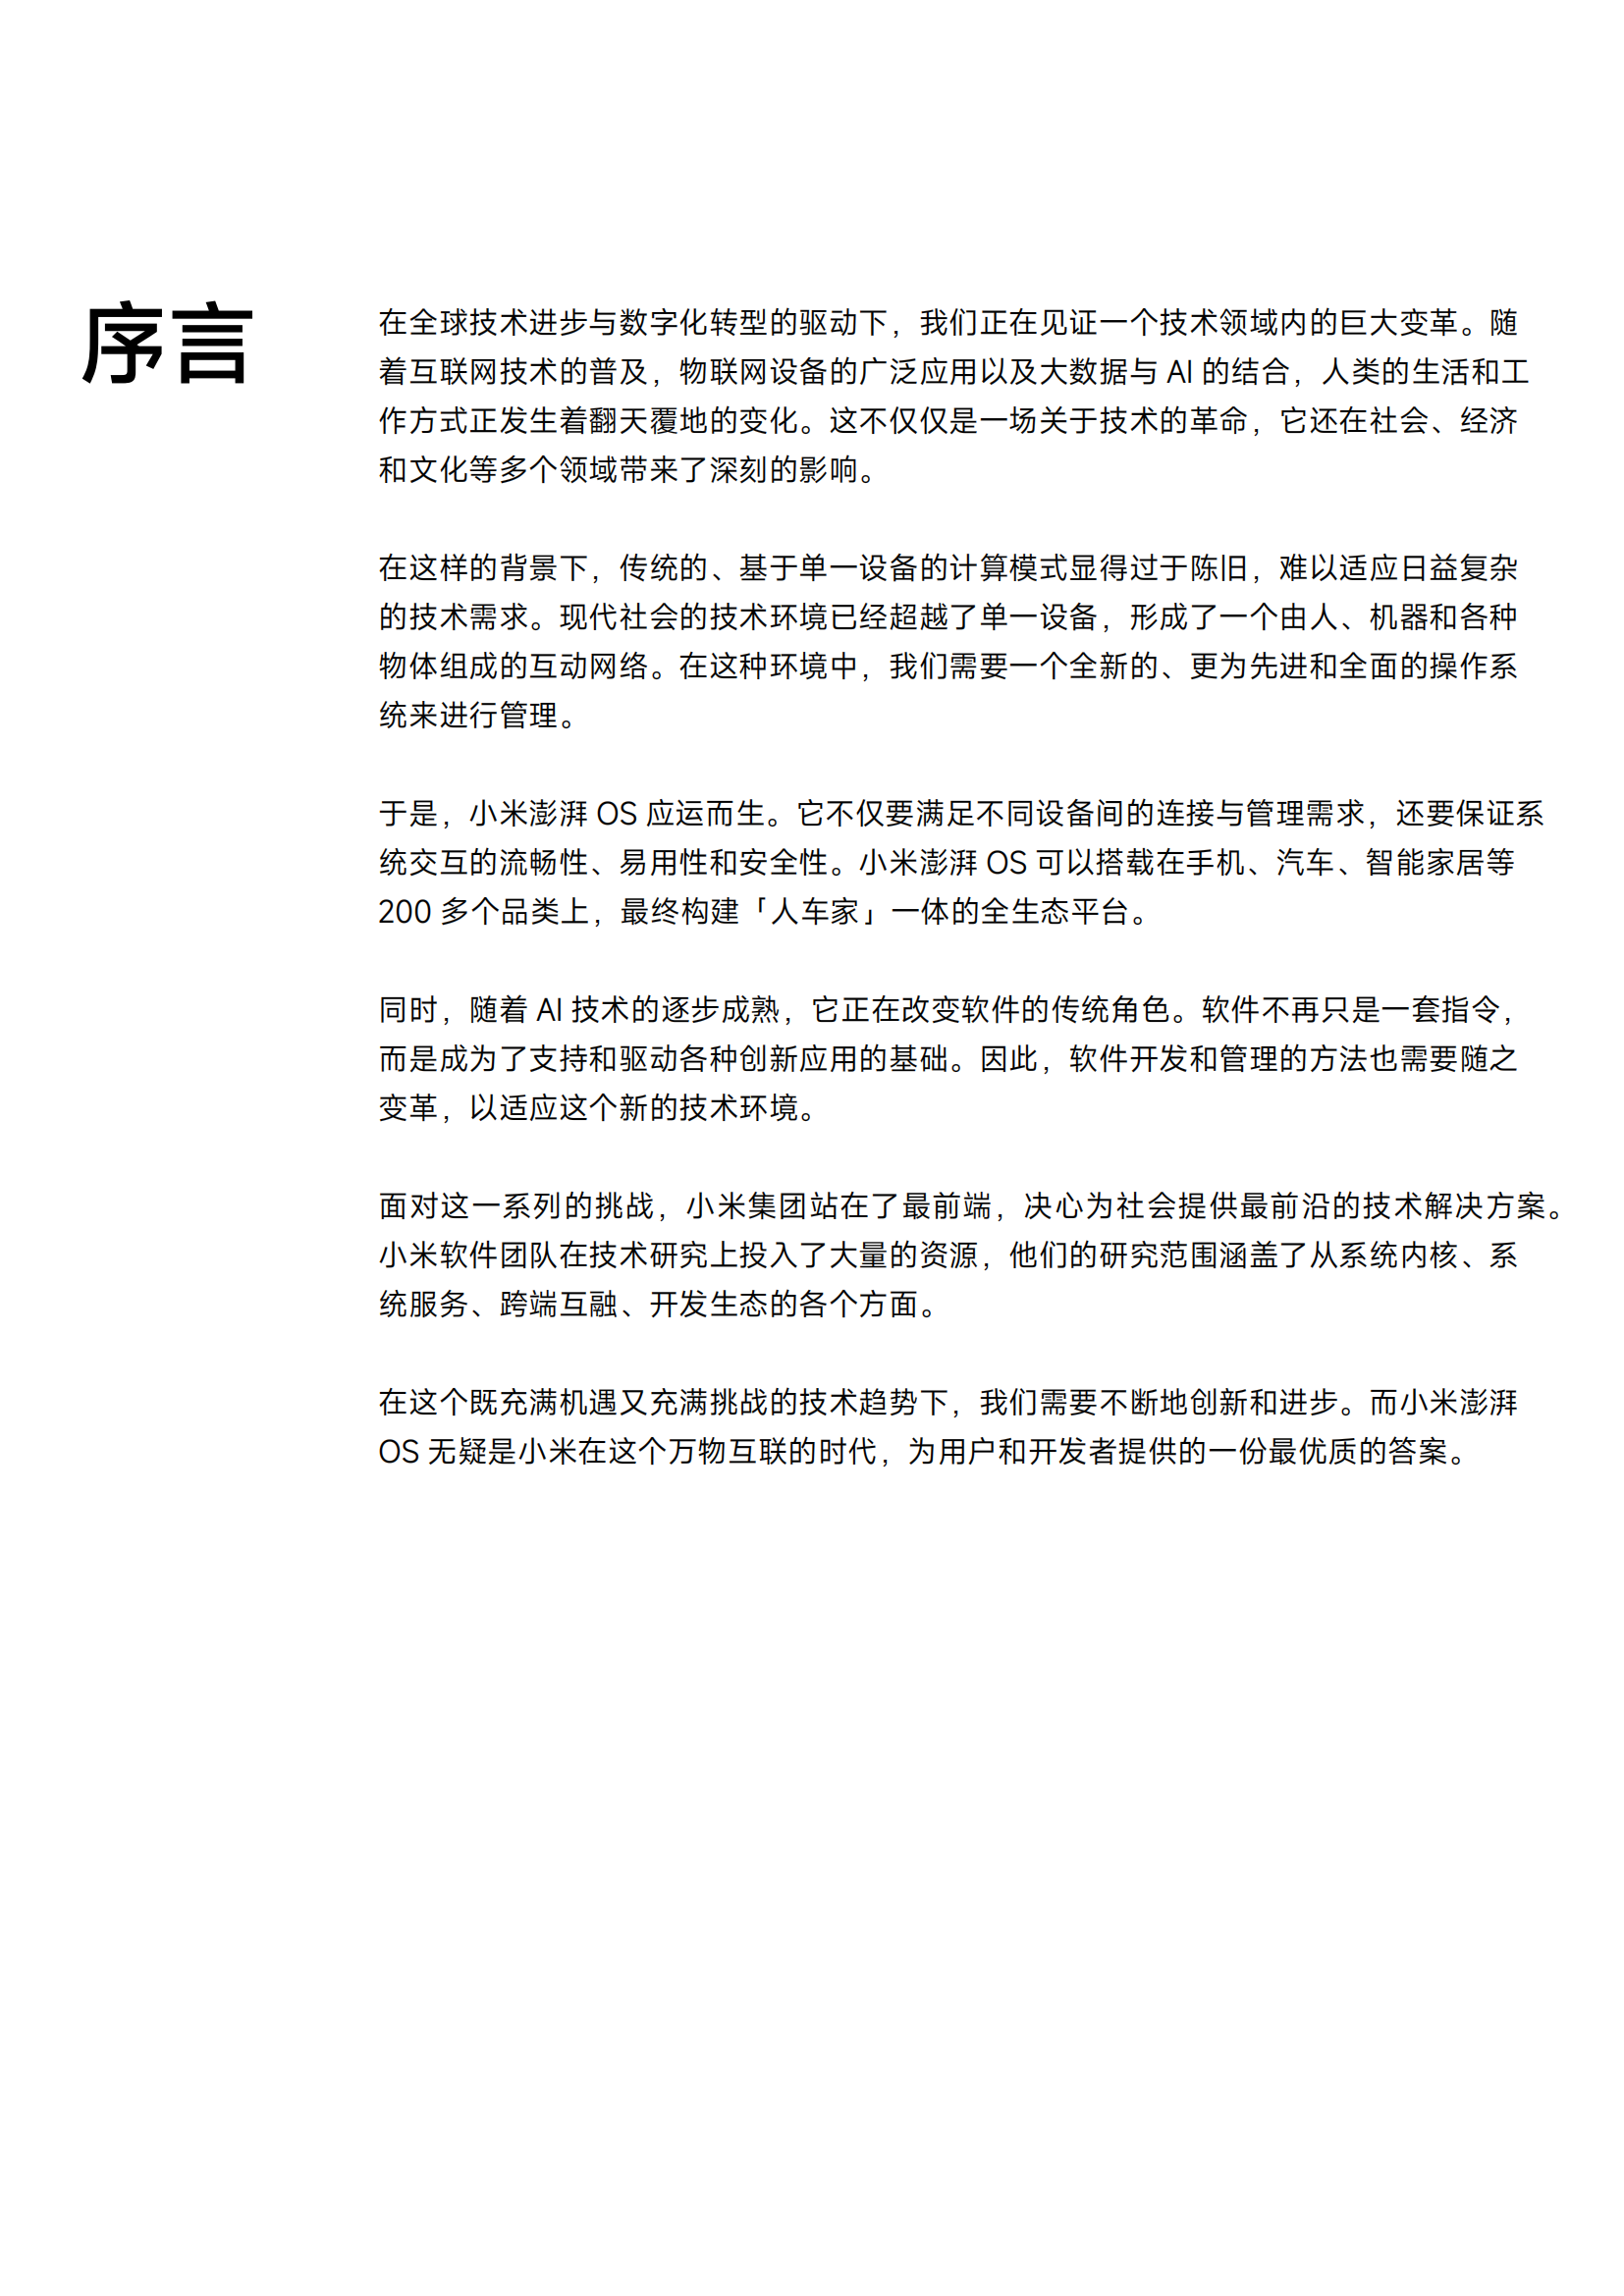 序言
在全球技术进步与数字化转型的驱动下，我们正在见证一个技术领域内的巨大变革。随
着互联网技术的普及，物联网设备的广泛应用以及大数据与 AI 的结合，人类的生活和工
作方式正发生着翻天覆地的变化。这不仅仅是一场关于技术的革命，它还在社会、经济
和文化等多个领域带来了深刻的影响。
在这样的背景下，传统的、基于单一设备的计算模式显得过于陈旧，难以适应日益复杂
的技术需求。现代社会的技术环境已经超越了单一设备，形成了一个由人、机器和各种
物体组成的互动网络。在这种环境中，我们需要一个全新的、更为先进和全面的操作系
统来进行管理。
于是，小米澎湃 OS 应运而生。它不仅要满足不同设备间的连接与管理需求，还要保证系
统交互的流畅性、易用性和安全性。小米澎湃 OS 可以搭载在手机、汽车、智能家居等
200 多个品类上，最终构建「人车家」一体的全生态平台。
同时，随着 AI 技术的逐步成熟，它正在改变软件的传统角色。软件不再只是一套指令，
而是成为了支持和驱动各种创新应用的基础。因此，软件开发和管理的方法也需要随之
变革，以适应这个新的技术环境。
面对这一系列的挑战，小米集团站在了最前端，决心为社会提供最前沿的技术解决方案。
小米软件团队在技术研究上投入了大量的资源，他们的研究范围涵盖了从系统内核、系
统服务、跨端互融、开发生态的各个方面。
在这个既充满机遇又充满挑战的技术趋势下，我们需要不断地创新和进步。而小米澎湃
OS 无疑是小米在这个万物互联的时代，为用户和开发者提供的一份最优质的答案。